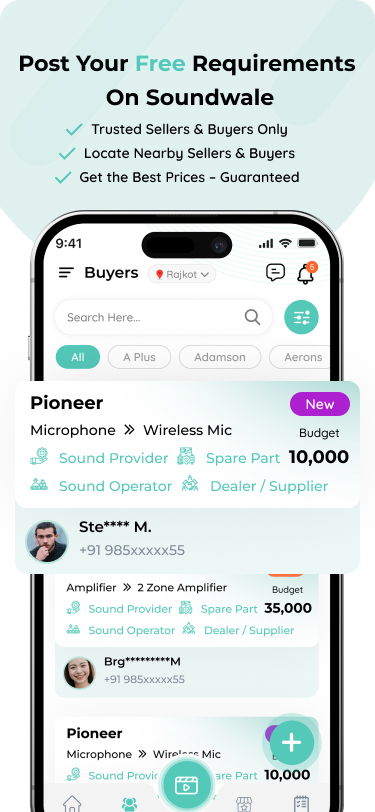 Post Your Free Requirements
On Soundwale
Trusted Sellers & Buyers Only
Locate Nearby Sellers & Buyers
Get the Best Prices – Guaranteed
9:41
Buyers
Rajkot
5
Search Here...
All
A Plus
Adamson
Aerons
Pioneer
New
Microphone » Wireless Mic
Budget
Sound Provider
Spare Part
10,000
Sound Operator
Dealer / Supplier
Ste**** M.
+91 985xxxxx55
Amplifier » 2 Zone Amplifier
Budget
Sound Provider
Spare Part
35,000
Sound Operator
Dealer / Supplier
Brg*********M
+91 985xxxxx55
Pioneer
Microphone » Wireless Mic
Sound Provider
Spare Part
10,000